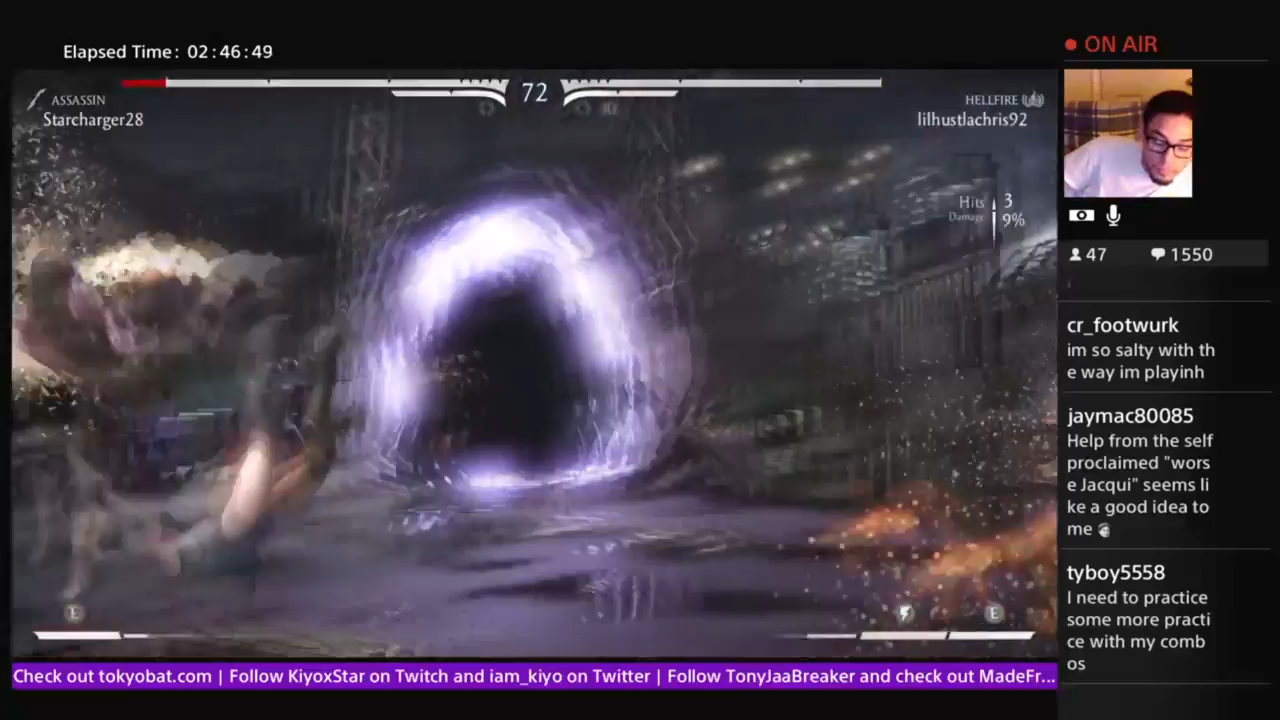 Elapsed Time: 02:46:49
ON AIR
72
ASSASSIN
Starcharger28
HELLFIRE
lilhustlachris92
Hits 3
Damage 9%
47 1550
cr_footwurk
im so salty with th
e way im playinh
jaymac80085
Help from the self
proclaimed "wors
e Jacqui" seems li
ke a good idea to
me
tyboy5558
I need to practice
some more practi
ce with my comb
os
E
E
Check out tokyobat.com | Follow KiyoxStar on Twitch and iam_kiyo on Twitter | Follow TonyJaaBreaker and check out MadeFr...